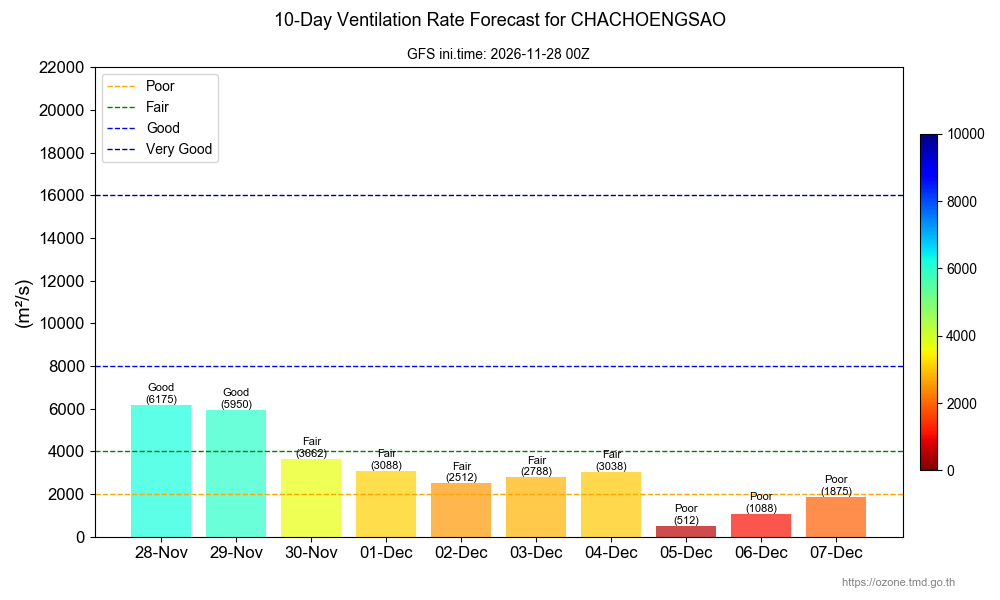 10-Day Ventilation Rate Forecast for CHACHOENGSAO
GFS ini.time: 2026-11-28 00Z
(m²/s)
22000
20000
18000
16000
14000
12000
10000
8000
6000
4000
2000
0
Poor
Fair
Good
Very Good
Good
(6175)
Good
(5950)
Fair
(3662)
Fair
(3088)
Fair
(2512)
Fair
(2788)
Fair
(3038)
Poor
(512)
Poor
(1088)
Poor
(1875)
28-Nov
29-Nov
30-Nov
01-Dec
02-Dec
03-Dec
04-Dec
05-Dec
06-Dec
07-Dec
10000
8000
6000
4000
2000
0
https://ozone.tmd.go.th